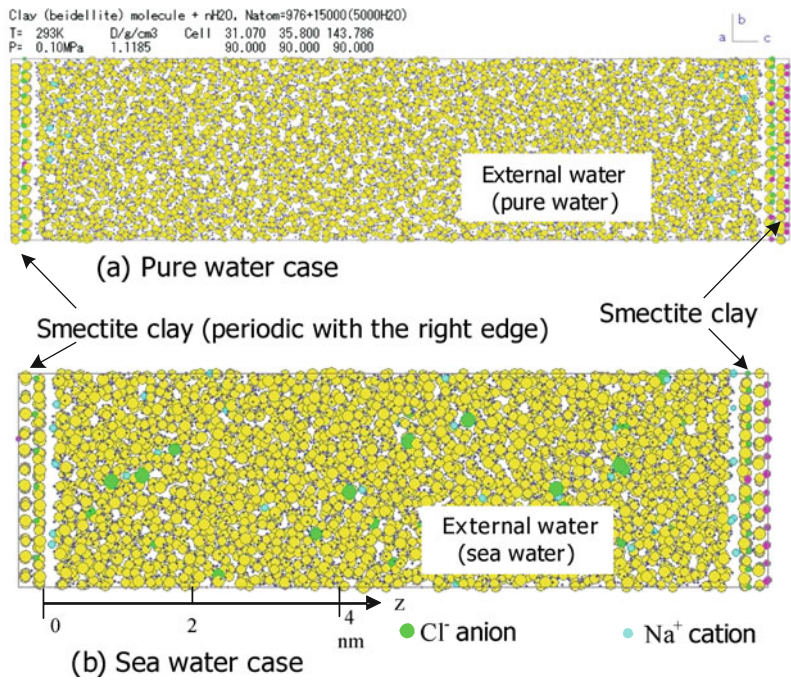 Clay (beidellite) molecule + nH2O, Natom=976+15000(5000H2O)
T= 293K D/g/cm3 Cell 31.070 35.800 143.786
P= 0.10MPa 1.1185 90.000 90.000 90.000
b
a c
External water
(pure water)
(a) Pure water case
Smectite clay (periodic with the right edge)
Smectite clay
External water
(sea water)
0 2 4 z
nm
Cl⁻ anion Na⁺ cation
(b) Sea water case